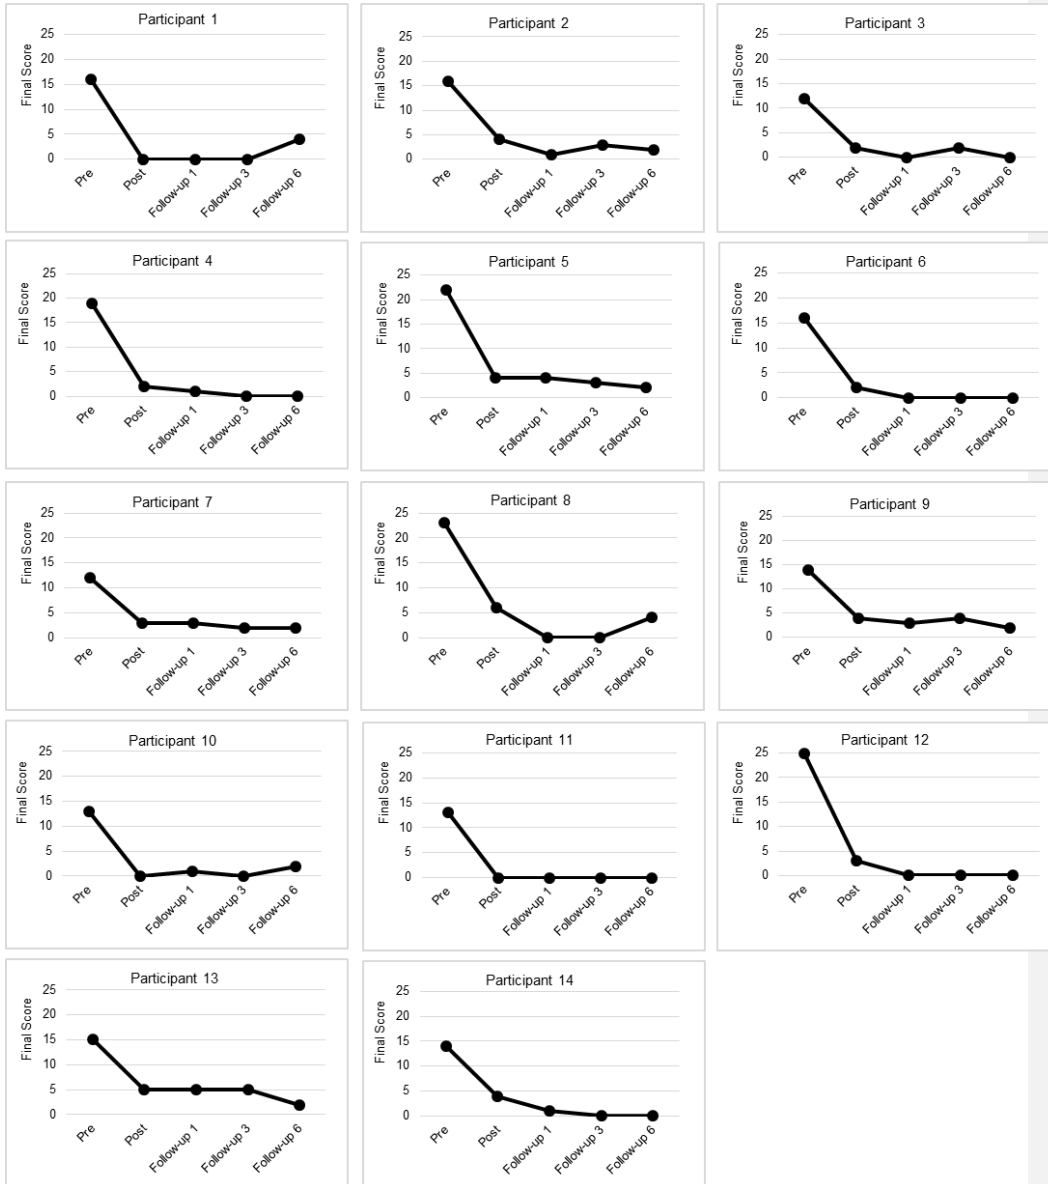 Participant 1
Final Score
25
20
15
10
5
0
Pre
Post
Follow-up 1
Follow-up 3
Follow-up 6
Participant 2
Final Score
25
20
15
10
5
0
Pre
Post
Follow-up 1
Follow-up 3
Follow-up 6
Participant 3
Final Score
25
20
15
10
5
0
Pre
Post
Follow-up 1
Follow-up 3
Follow-up 6
Participant 4
Final Score
25
20
15
10
5
0
Pre
Post
Follow-up 1
Follow-up 3
Follow-up 6
Participant 5
Final Score
25
20
15
10
5
0
Pre
Post
Follow-up 1
Follow-up 3
Follow-up 6
Participant 6
Final Score
25
20
15
10
5
0
Pre
Post
Follow-up 1
Follow-up 3
Follow-up 6
Participant 7
Final Score
25
20
15
10
5
0
Pre
Post
Follow-up 1
Follow-up 3
Follow-up 6
Participant 8
Final Score
25
20
15
10
5
0
Pre
Post
Follow-up 1
Follow-up 3
Follow-up 6
Participant 9
Final Score
25
20
15
10
5
0
Pre
Post
Follow-up 1
Follow-up 3
Follow-up 6
Participant 10
Final Score
25
20
15
10
5
0
Pre
Post
Follow-up 1
Follow-up 3
Follow-up 6
Participant 11
Final Score
25
20
15
10
5
0
Pre
Post
Follow-up 1
Follow-up 3
Follow-up 6
Participant 12
Final Score
25
20
15
10
5
0
Pre
Post
Follow-up 1
Follow-up 3
Follow-up 6
Participant 13
Final Score
25
20
15
10
5
0
Pre
Post
Follow-up 1
Follow-up 3
Follow-up 6
Participant 14
Final Score
25
20
15
10
5
0
Pre
Post
Follow-up 1
Follow-up 3
Follow-up 6